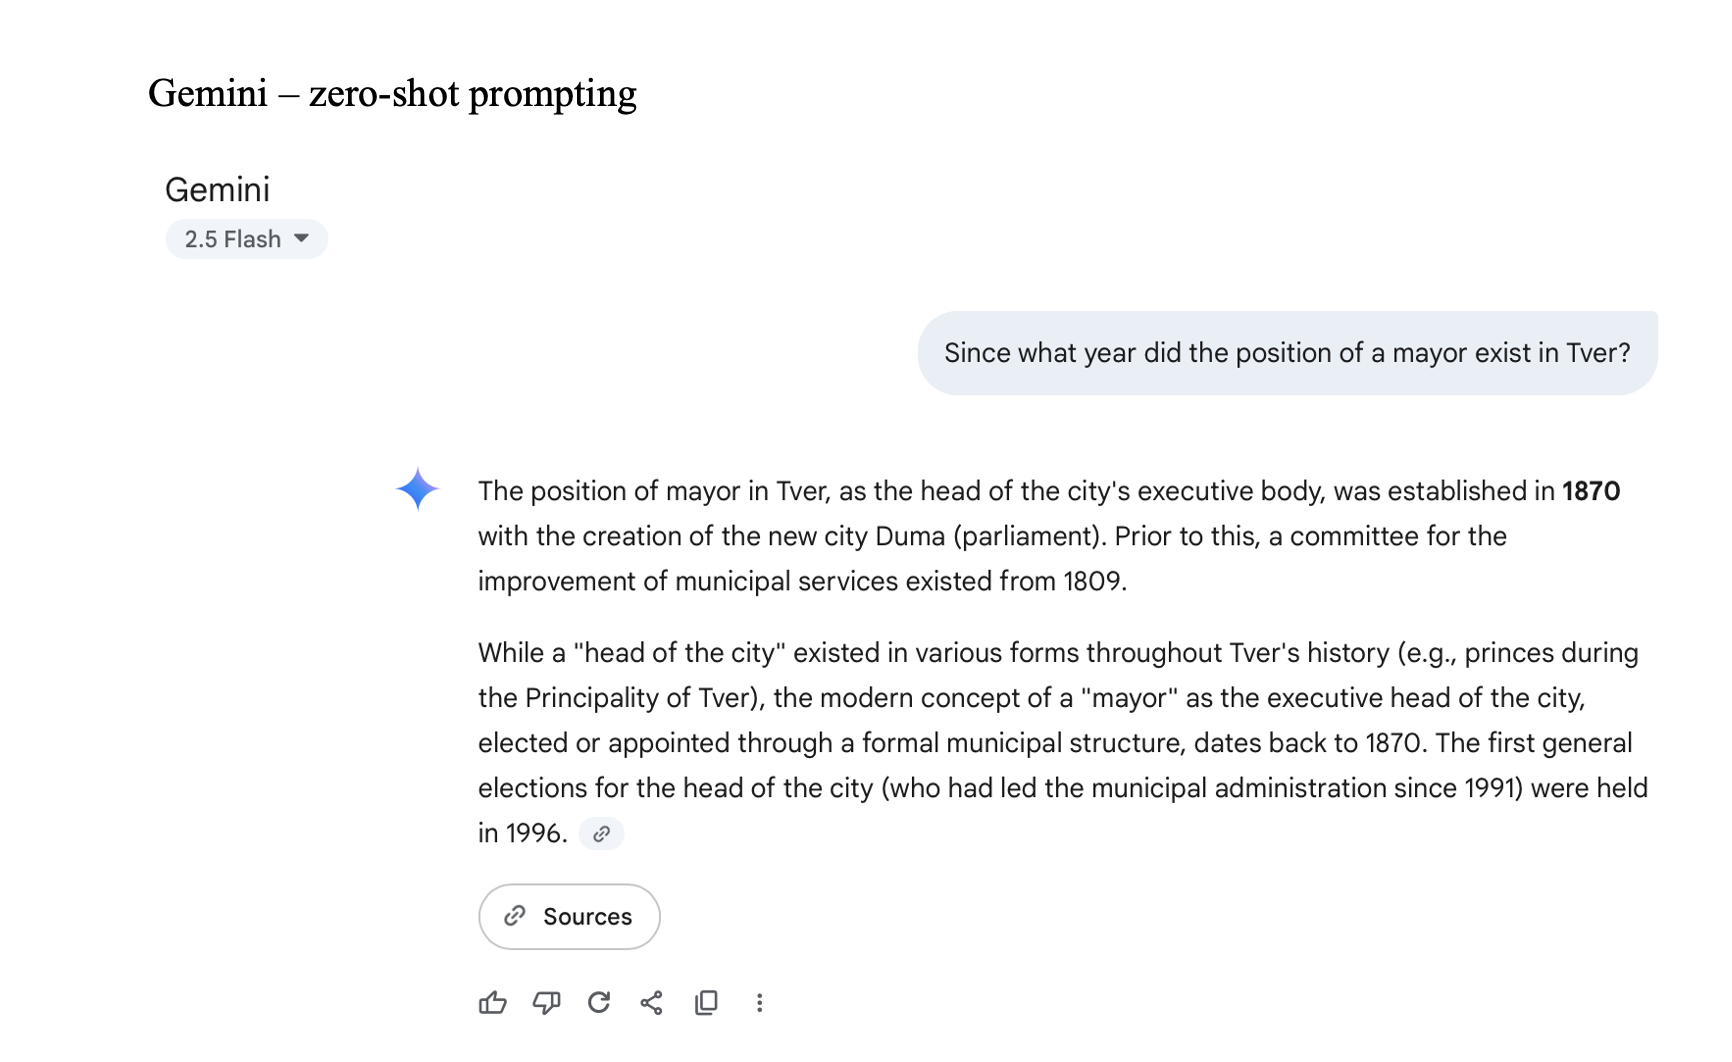 Gemini – zero-shot prompting
Gemini
2.5 Flash
Since what year did the position of a mayor exist in Tver?
The position of mayor in Tver, as the head of the city's executive body, was established in 1870
with the creation of the new city Duma (parliament). Prior to this, a committee for the
improvement of municipal services existed from 1809.
While a "head of the city" existed in various forms throughout Tver's history (e.g., princes during
the Principality of Tver), the modern concept of a "mayor" as the executive head of the city,
elected or appointed through a formal municipal structure, dates back to 1870. The first general
elections for the head of the city (who had led the municipal administration since 1991) were held
in 1996.
Sources